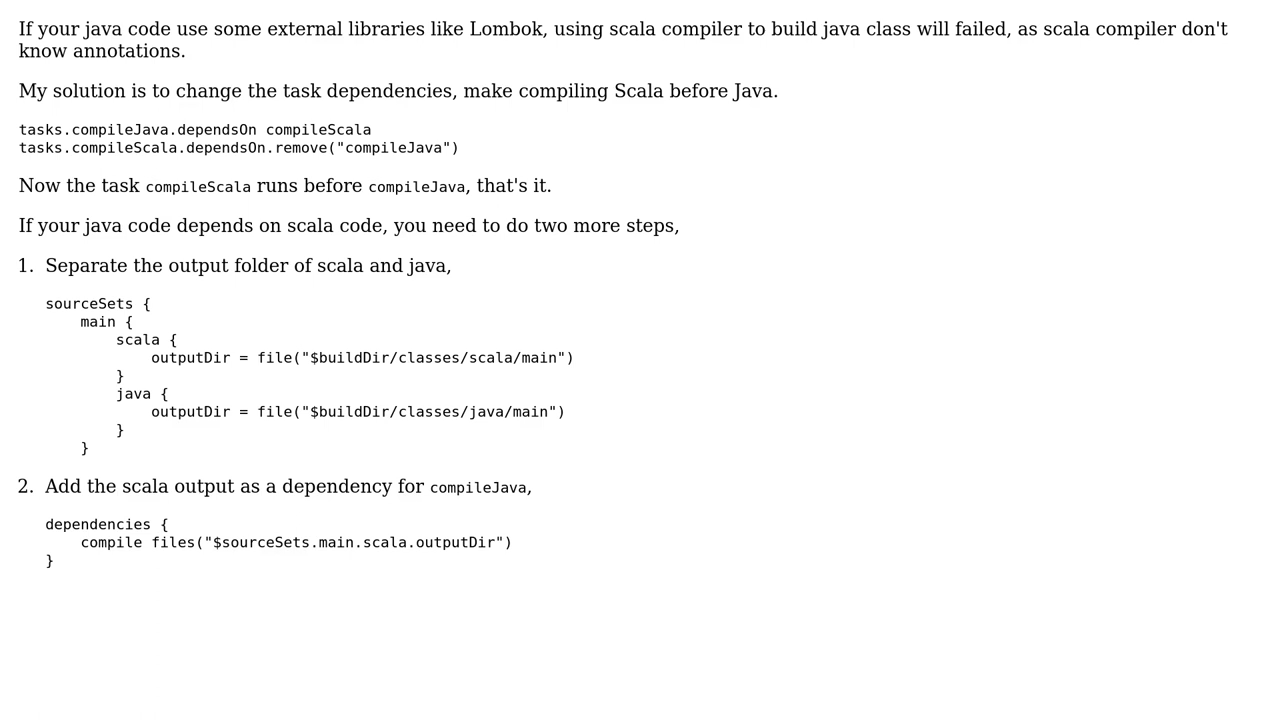 If your java code use some external libraries like Lombok, using scala compiler to build java class will failed, as scala compiler don't
know annotations.
My solution is to change the task dependencies, make compiling Scala before Java.
tasks.compileJava.dependsOn compileScala
tasks.compileScala.dependsOn.remove("compileJava")
Now the task compileScala runs before compileJava, that's it.
If your java code depends on scala code, you need to do two more steps,
1. Separate the output folder of scala and java,
sourceSets {
    main {
        scala {
            outputDir = file("$buildDir/classes/scala/main")
        }
        java {
            outputDir = file("$buildDir/classes/java/main")
        }
    }
2. Add the scala output as a dependency for compileJava,
dependencies {
    compile files("$sourceSets.main.scala.outputDir")
}